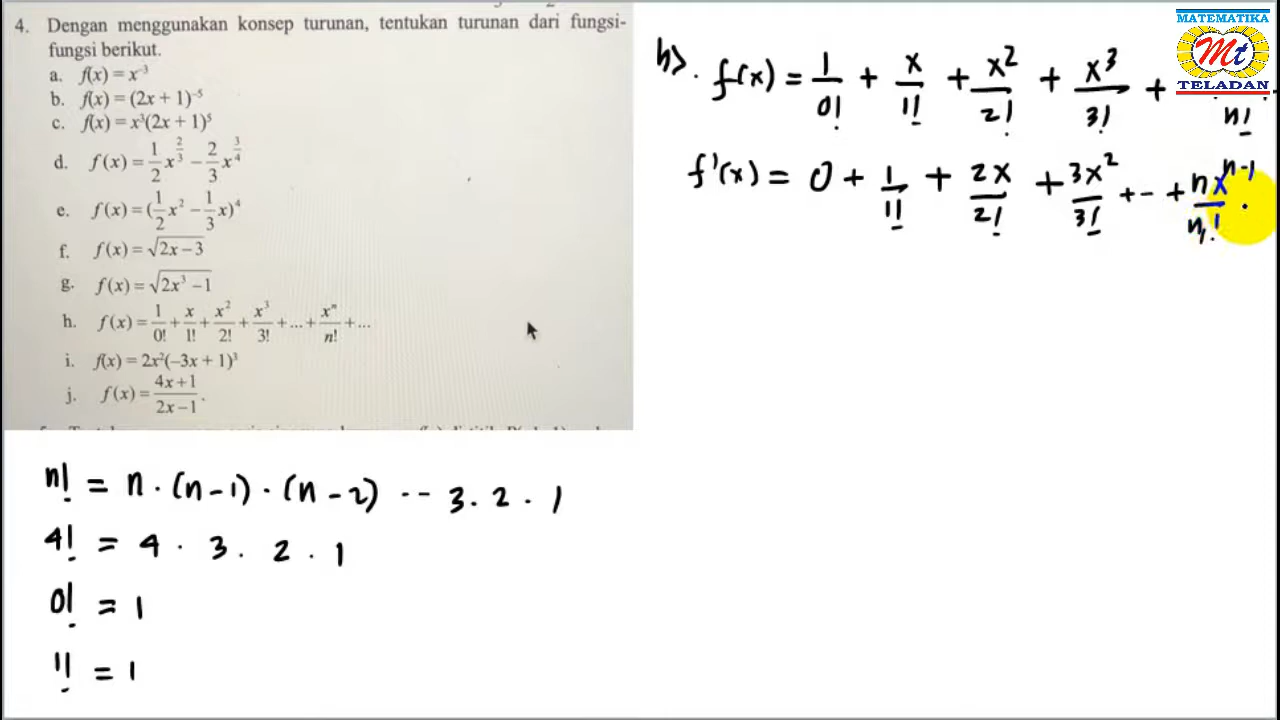 4. Dengan menggunakan konsep turunan, tentukan turunan dari fungsi-
fungsi berikut.
a. f(x) = x⁻³
b. f(x) = (2x + 1)⁻⁵
c. f(x) = x³(2x + 1)⁵
d. f(x) = 1/2 x^(2/3) − 2/3 x^(3/4)
e. f(x) = (1/2 x² − 1/3 x)⁴
f. f(x) = √(2x − 3)
g. f(x) = √(2x³ − 1)
h. f(x) = 1/0! + x/1! + x²/2! + x³/3! + ... + xⁿ/n! + ...
i. f(x) = 2x²(−3x + 1)³
j. f(x) = (4x + 1)/(2x − 1).
MATEMATIKA
Mt
TELADAN
h>. f(x) = 1/0! + x/1! + x²/2! + x³/3! + n!
f'(x) = 0 + 1/1! + 2x/2! + 3x²/3! + -- + nxⁿ⁻¹/n!
n! = n . (n-1) . (n-2) -- 3 . 2 . 1
4! = 4 . 3 . 2 . 1
0! = 1
1! = 1